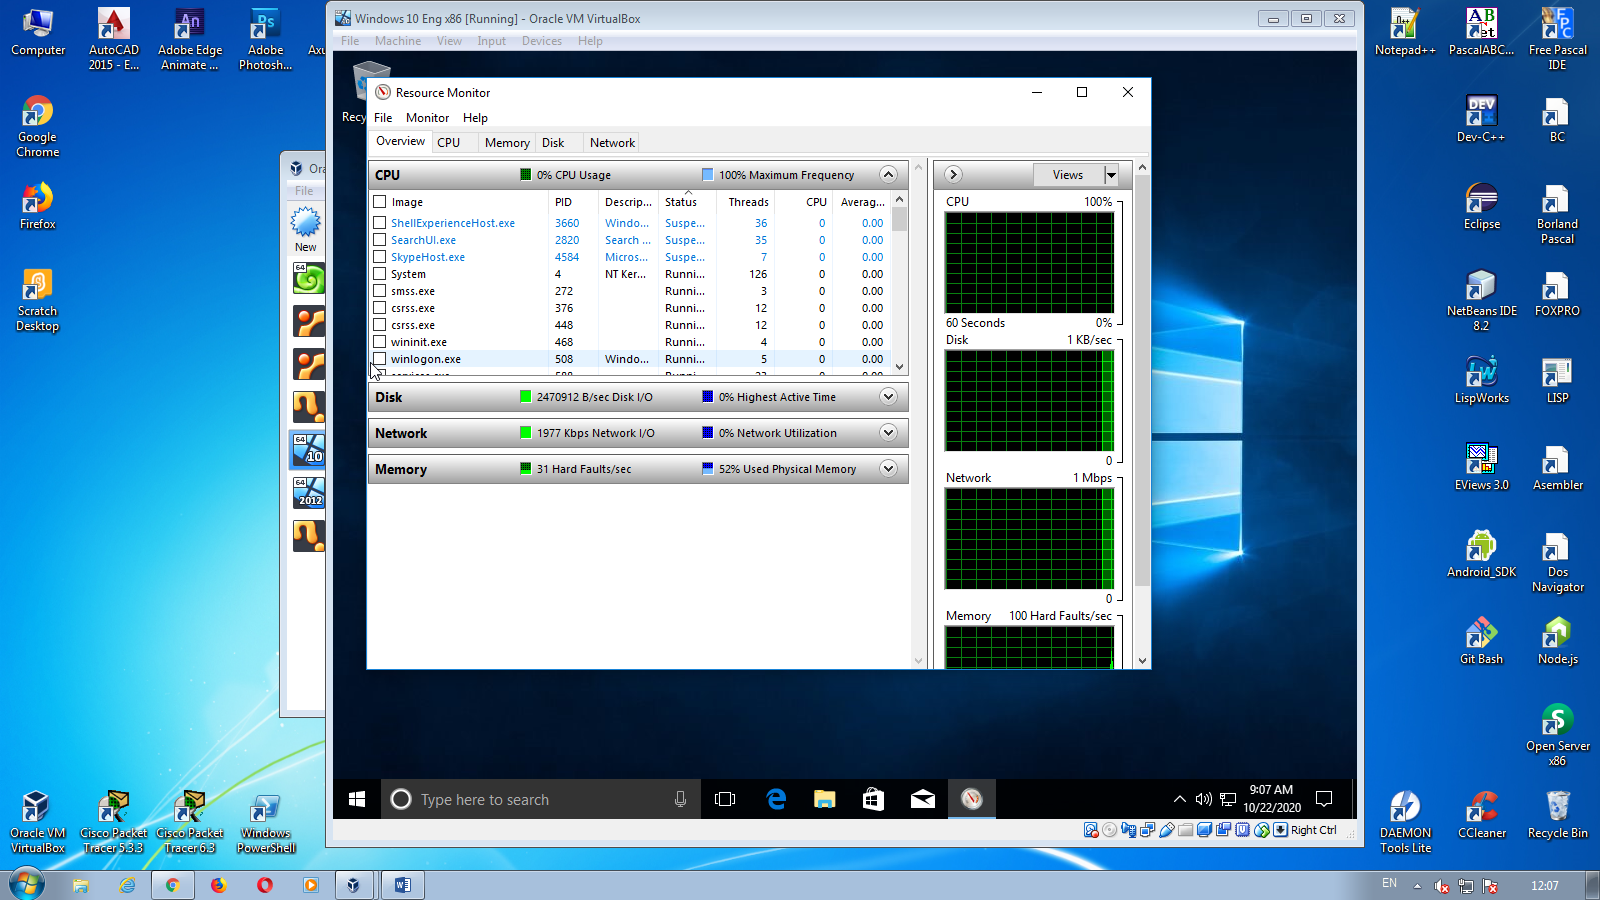 Computer
AutoCAD
2015 - E...
Adobe Edge
Animate ...
Adobe
Photosh...
Google
Chrome
Firefox
Scratch
Desktop
File
New
64
64
10
64
2012
Windows 10 Eng x86 [Running] - Oracle VM VirtualBox
File Machine View Input Devices Help
Resource Monitor
File Monitor Help
Overview CPU Memory Disk Network
CPU 0% CPU Usage 100% Maximum Frequency
Image PID Descrip... Status Threads CPU Averag...
ShellExperienceHost.exe 3660 Windo... Suspe... 36 0 0.00
SearchUI.exe 2820 Search ... Suspe... 35 0 0.00
SkypeHost.exe 4584 Micros... Suspe... 7 0 0.00
System 4 NT Ker... Runni... 126 0 0.00
smss.exe 272 Runni... 3 0 0.00
csrss.exe 376 Runni... 12 0 0.00
csrss.exe 448 Runni... 12 0 0.00
wininit.exe 468 Runni... 4 0 0.00
winlogon.exe 508 Windo... Runni... 5 0 0.00
Disk 2470912 B/sec Disk I/O 0% Highest Active Time
Network 1977 Kbps Network I/O 0% Network Utilization
Memory 31 Hard Faults/sec 52% Used Physical Memory
Views
CPU 100%
60 Seconds 0%
Disk 1 KB/sec
0
Network 1 Mbps
0
Memory 100 Hard Faults/sec
Type here to search
9:07 AM
10/22/2020
Right Ctrl
Notepad++
PascalABC...
Free Pascal
IDE
Dev-C++
BC
Eclipse
Borland
Pascal
NetBeans IDE
8.2
FOXPRO
LispWorks
LISP
EViews 3.0
Asembler
Android_SDK
Dos
Navigator
Git Bash
Node.js
Open Server
x86
Oracle VM
VirtualBox
Cisco Packet
Tracer 5.3.3
Cisco Packet
Tracer 6.3
Windows
PowerShell
DAEMON
Tools Lite
CCleaner
Recycle Bin
EN
12:07